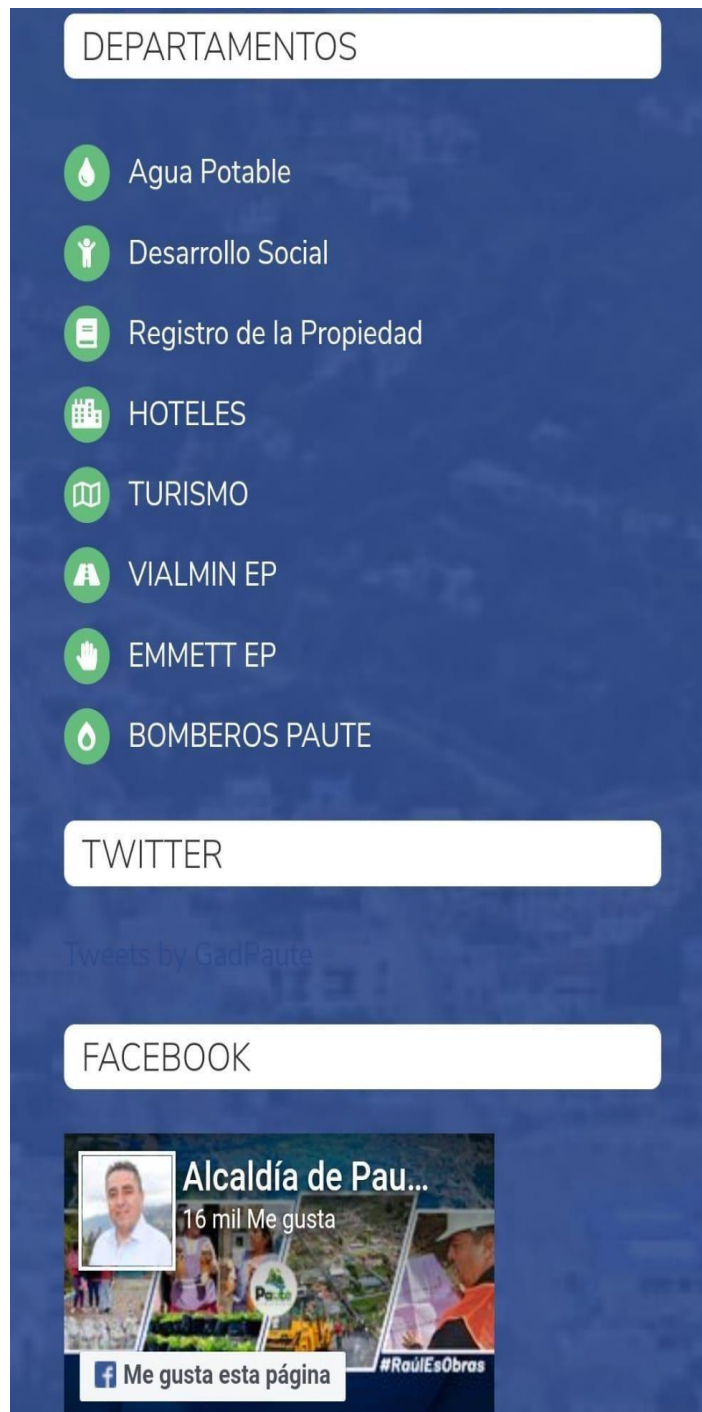 DEPARTAMENTOS
Agua Potable
Desarrollo Social
Registro de la Propiedad
HOTELES
TURISMO
VIALMIN EP
EMMETT EP
BOMBEROS PAUTE
TWITTER
Tweets by GadPaute
FACEBOOK
Alcaldía de Pau...
16 mil Me gusta
Paute
#RaúlEsObras
Me gusta esta página